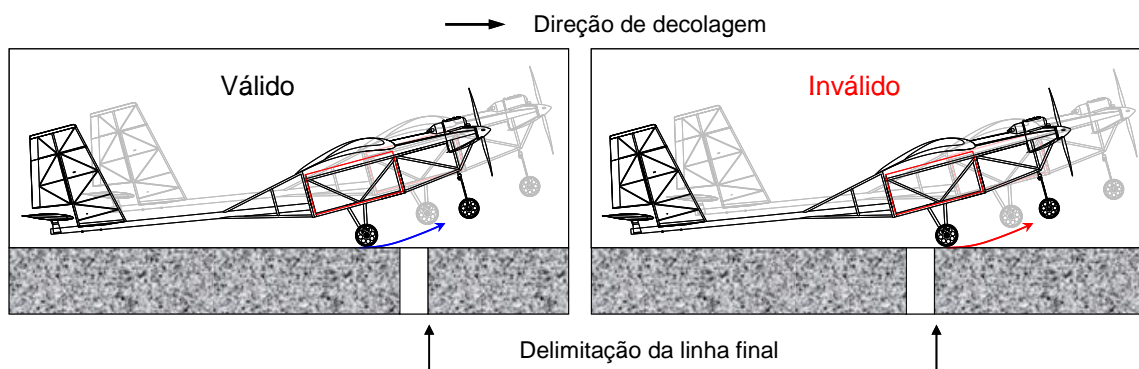 Direção de decolagem
Válido
Inválido
Delimitação da linha final